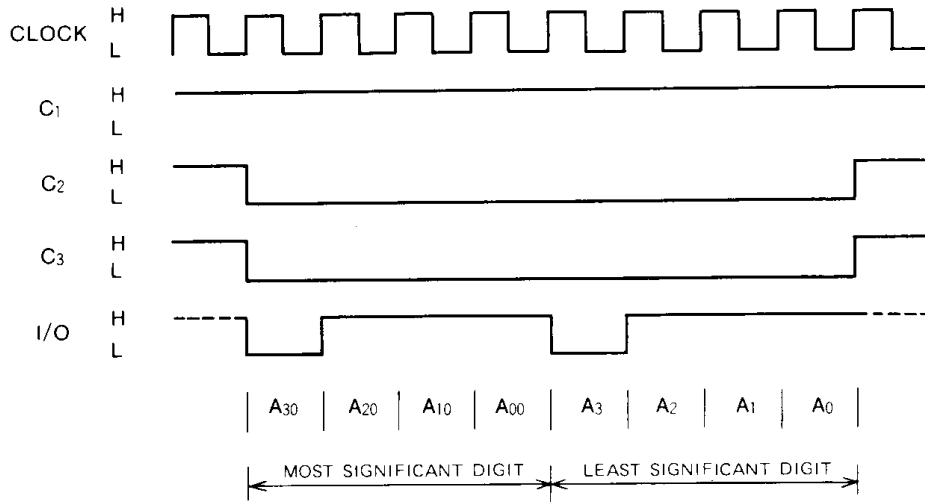 CLOCK H
L
C1 H
L
C2 H
L
C3 H
L
I/O H
L
A30 A20 A10 A00 A3 A2 A1 A0
MOST SIGNIFICANT DIGIT LEAST SIGNIFICANT DIGIT